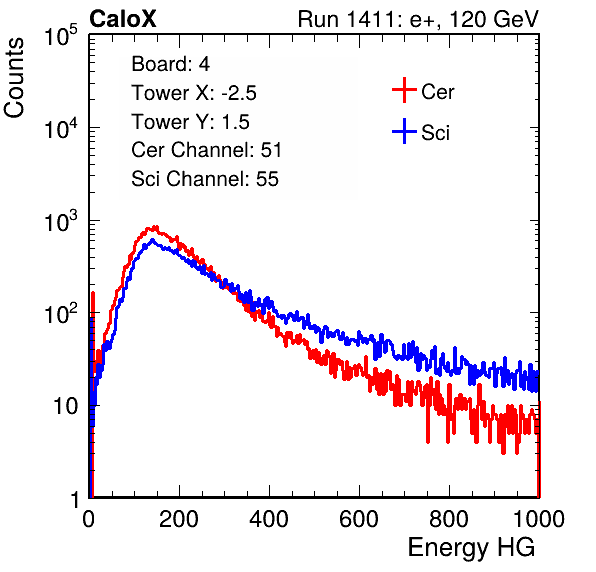 CaloX Run 1411: e+, 120 GeV
Counts
10^5
10^4
10^3
10^2
10
1
Board: 4
Tower X: -2.5
Tower Y: 1.5
Cer Channel: 51
Sci Channel: 55
Cer
Sci
0 200 400 600 800 1000
Energy HG